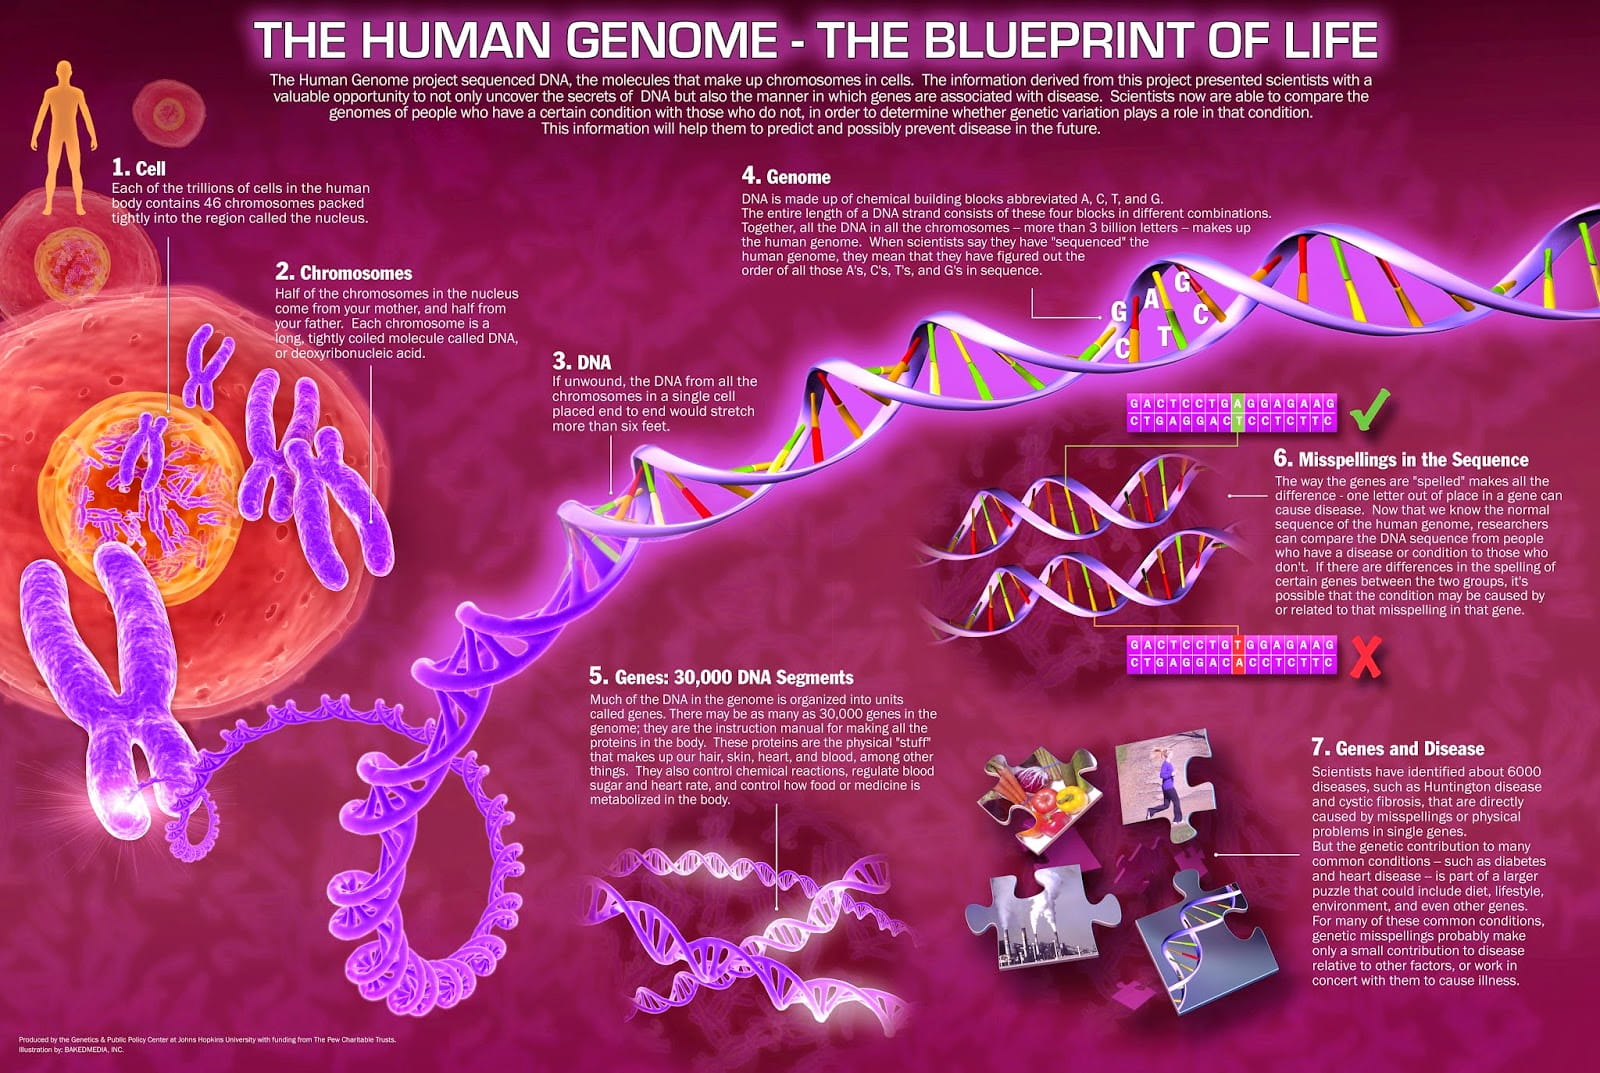 THE HUMAN GENOME - THE BLUEPRINT OF LIFE
The Human Genome project sequenced DNA, the molecules that make up chromosomes in cells. The information derived from this project presented scientists with a
valuable opportunity to not only uncover the secrets of DNA but also the manner in which genes are associated with disease. Scientists now are able to compare the
genomes of people who have a certain condition with those who do not, in order to determine whether genetic variation plays a role in that condition.
This information will help them to predict and possibly prevent disease in the future.
1. Cell
Each of the trillions of cells in the human
body contains 46 chromosomes packed
tightly into the region called the nucleus.
2. Chromosomes
Half of the chromosomes in the nucleus
come from your mother, and half from
your father. Each chromosome is a
long, tightly coiled molecule called DNA,
or deoxyribonucleic acid.
3. DNA
If unwound, the DNA from all the
chromosomes in a single cell
placed end to end would stretch
more than six feet.
4. Genome
DNA is made up of chemical building blocks abbreviated A, C, T, and G.
The entire length of a DNA strand consists of these four blocks in different combinations.
Together, all the DNA in all the chromosomes – more than 3 billion letters – makes up
the human genome. When scientists say they have "sequenced" the
human genome, they mean that they have figured out the
order of all those A's, C's, T's, and G's in sequence.
G A G
C T C
5. Genes: 30,000 DNA Segments
Much of the DNA in the genome is organized into units
called genes. There may be as many as 30,000 genes in the
genome; they are the instruction manual for making all the
proteins in the body. These proteins are the physical "stuff"
that makes up our hair, skin, heart, and blood, among other
things. They also control chemical reactions, regulate blood
sugar and heart rate, and control how food or medicine is
metabolized in the body.
G A C T C C T G A G G A G A A G
C T G A G G A C T C C T C T T C
6. Misspellings in the Sequence
The way the genes are "spelled" makes all the
difference - one letter out of place in a gene can
cause disease. Now that we know the normal
sequence of the human genome, researchers
can compare the DNA sequence from people
who have a disease or condition to those who
don't. If there are differences in the spelling of
certain genes between the two groups, it's
possible that the condition may be caused by
or related to that misspelling in that gene.
G A C T C C T G T G G A G A A G
C T G A G G A C A C C T C T T C
7. Genes and Disease
Scientists have identified about 6000
diseases, such as Huntington disease
and cystic fibrosis, that are directly
caused by misspellings or physical
problems in single genes.
But the genetic contribution to many
common conditions – such as diabetes
and heart disease – is part of a larger
puzzle that could include diet, lifestyle,
environment, and even other genes.
For many of these common conditions,
genetic misspellings probably make
only a small contribution to disease
relative to other factors, or work in
concert with them to cause illness.
Produced by the Genetics & Public Policy Center at Johns Hopkins University with funding from The Pew Charitable Trusts.
Illustration by: BAKEDMEDIA, INC.